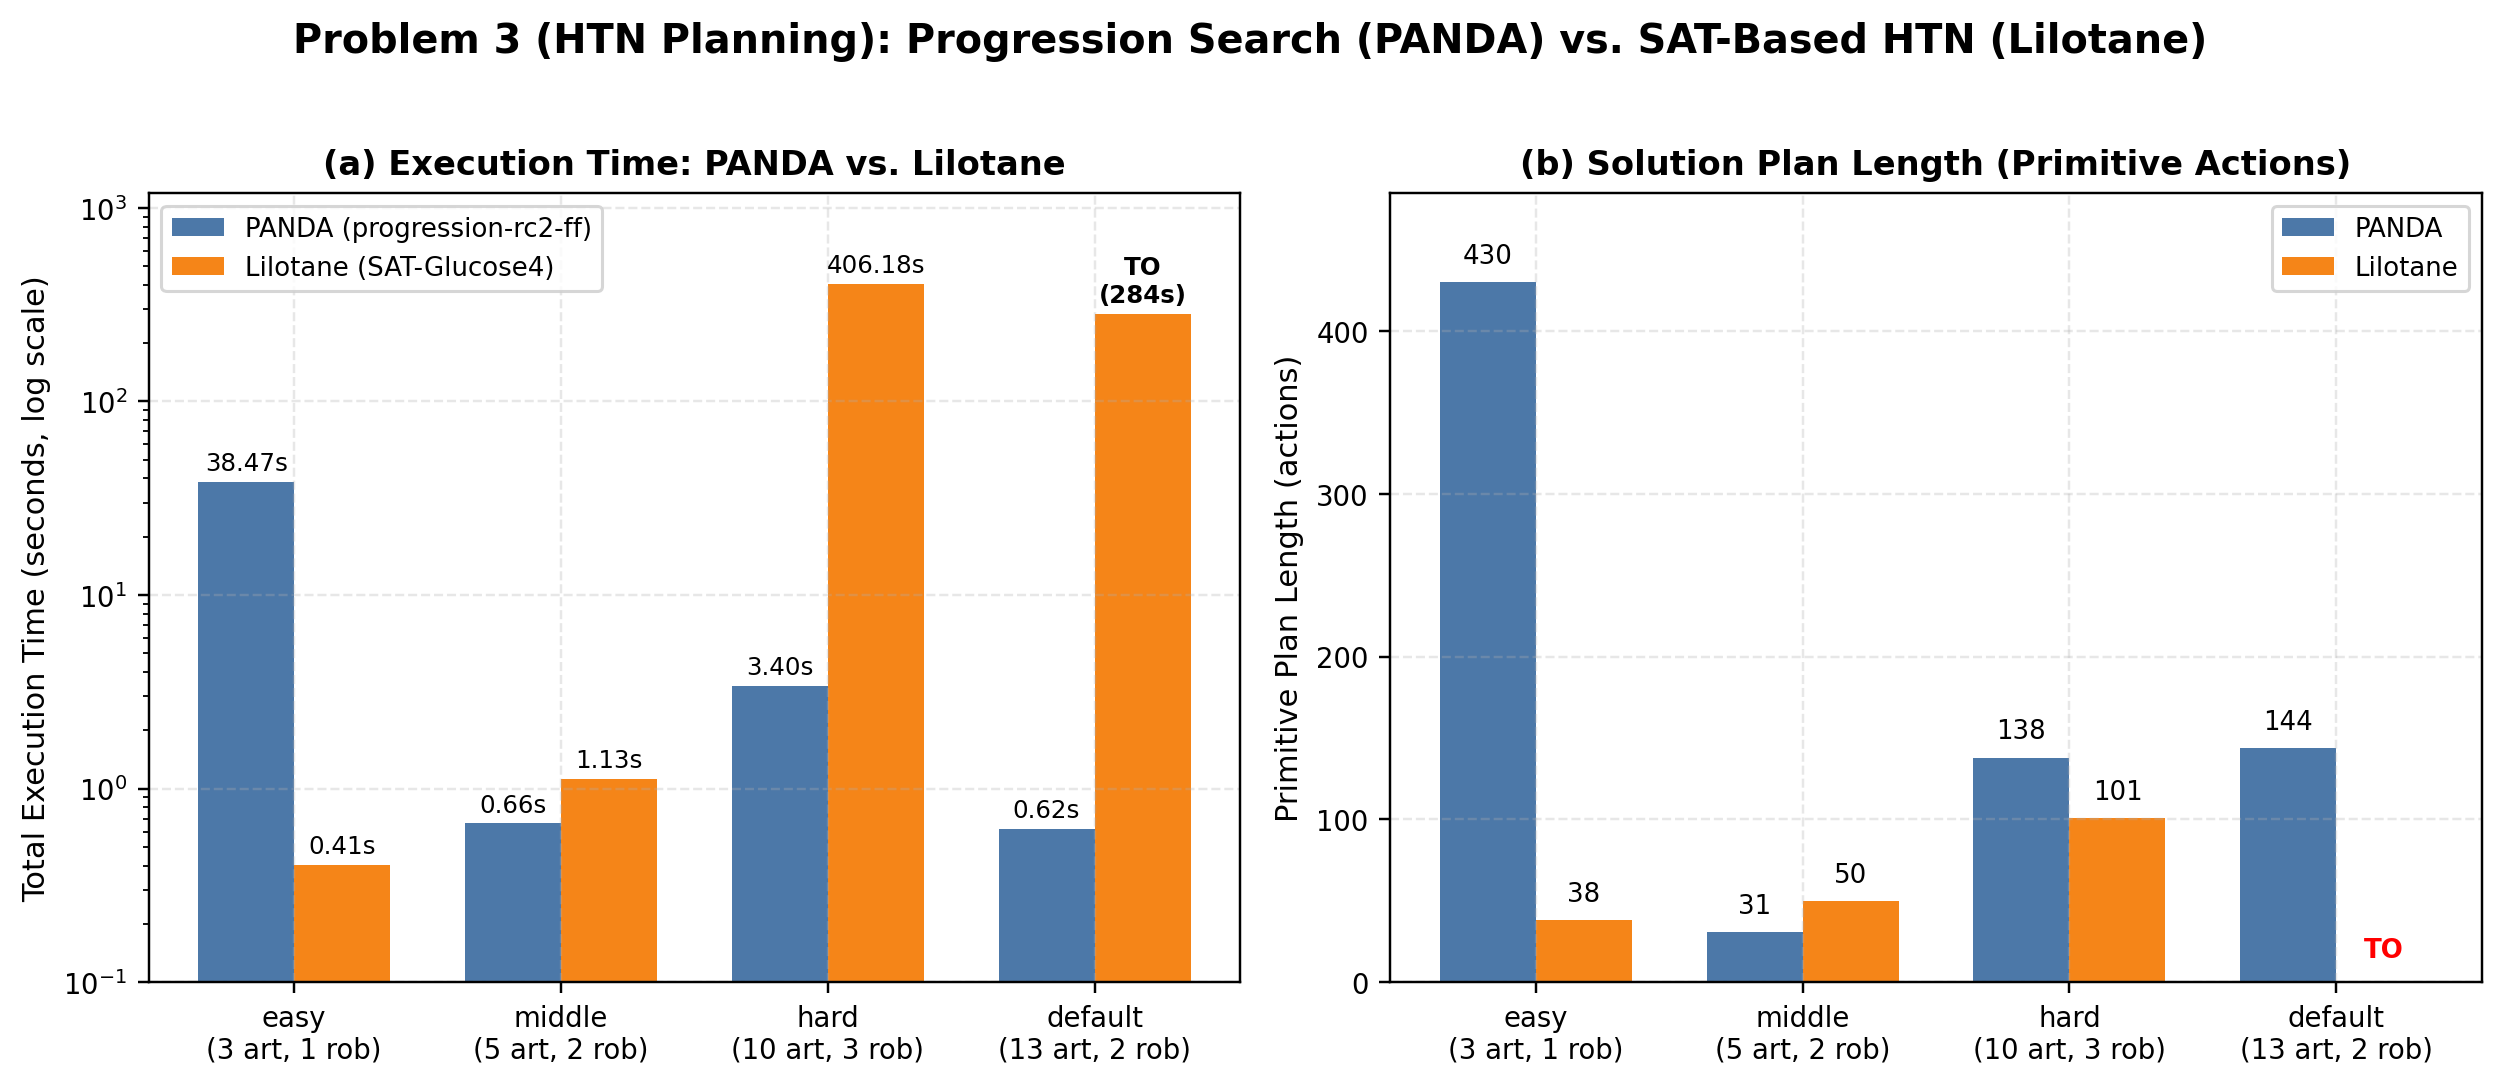 Problem 3 (HTN Planning): Progression Search (PANDA) vs. SAT-Based HTN (Lilotane)
(a) Execution Time: PANDA vs. Lilotane
Total Execution Time (seconds, log scale)
10³
10²
10¹
10⁰
10⁻¹
PANDA (progression-rc2-ff)
Lilotane (SAT-Glucose4)
38.47s
0.41s
0.66s
1.13s
3.40s
406.18s
0.62s
TO
(284s)
easy
(3 art, 1 rob)
middle
(5 art, 2 rob)
hard
(10 art, 3 rob)
default
(13 art, 2 rob)
(b) Solution Plan Length (Primitive Actions)
Primitive Plan Length (actions)
400
300
200
100
0
PANDA
Lilotane
430
38
31
50
138
101
144
TO
easy
(3 art, 1 rob)
middle
(5 art, 2 rob)
hard
(10 art, 3 rob)
default
(13 art, 2 rob)